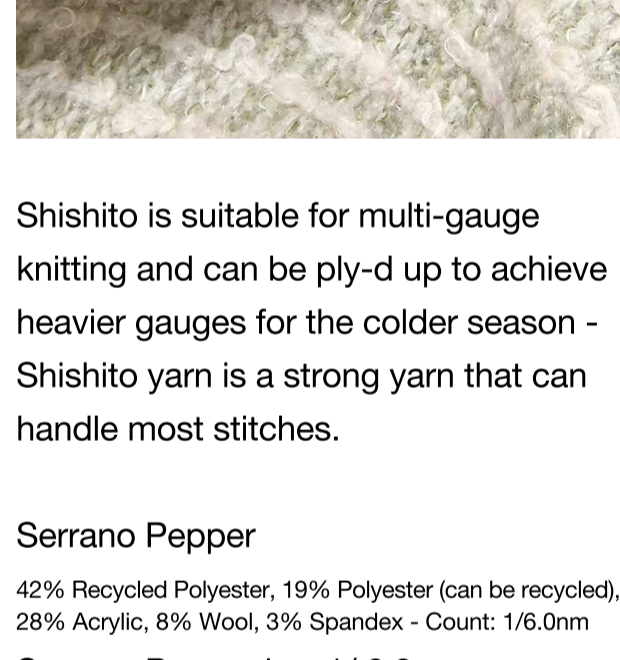 Shishito is suitable for multi-gauge
knitting and can be ply-d up to achieve
heavier gauges for the colder season -
Shishito yarn is a strong yarn that can
handle most stitches.
Serrano Pepper
42% Recycled Polyester, 19% Polyester (can be recycled),
28% Acrylic, 8% Wool, 3% Spandex - Count: 1/6.0nm